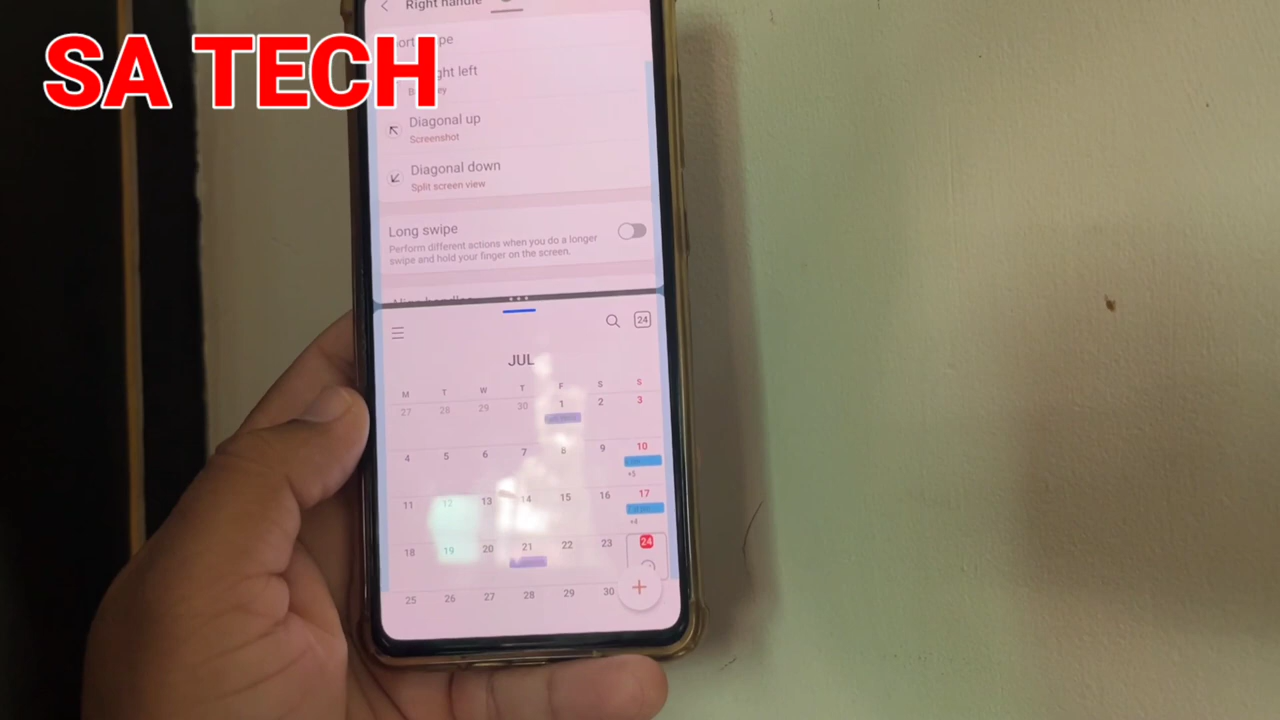 SA TECH
Right handle
Diagonal up
Screenshot
Diagonal down
Split screen view
Long swipe
Perform different actions when you do a longer
swipe and hold your finger on the screen.
24
JUL
M T W T F S S
27 28 29 30 1 2 3
4 5 6 7 8 9 10
+5
11 12 13 14 15 16 17
+4
18 19 20 21 22 23 24
25 26 27 28 29 30